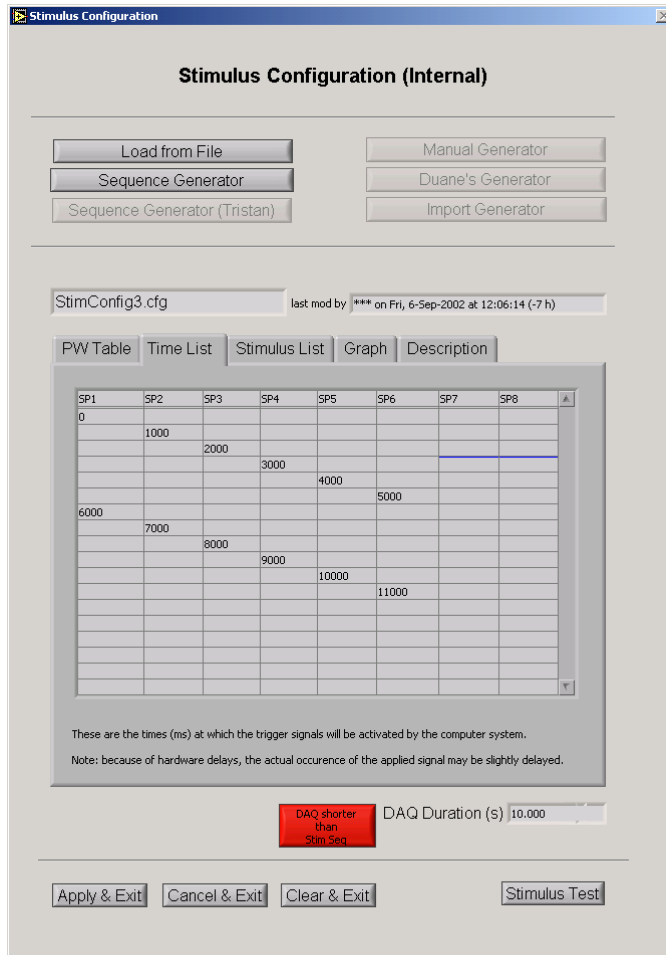 Stimulus Configuration
Stimulus Configuration (Internal)
Load from File
Manual Generator
Sequence Generator
Duane's Generator
Sequence Generator (Tristan)
Import Generator
StimConfig3.cfg
last mod by *** on Fri, 6-Sep-2002 at 12:06:14 (-7 h)
PW Table Time List Stimulus List Graph Description
SP1 SP2 SP3 SP4 SP5 SP6 SP7 SP8
0
1000
2000
3000
4000
5000
6000
7000
8000
9000
10000
11000
These are the times (ms) at which the trigger signals will be activated by the computer system.
Note: because of hardware delays, the actual occurence of the applied signal may be slightly delayed.
DAQ shorter
than
Stim Seq
DAQ Duration (s) 10.000
Apply & Exit Cancel & Exit Clear & Exit Stimulus Test